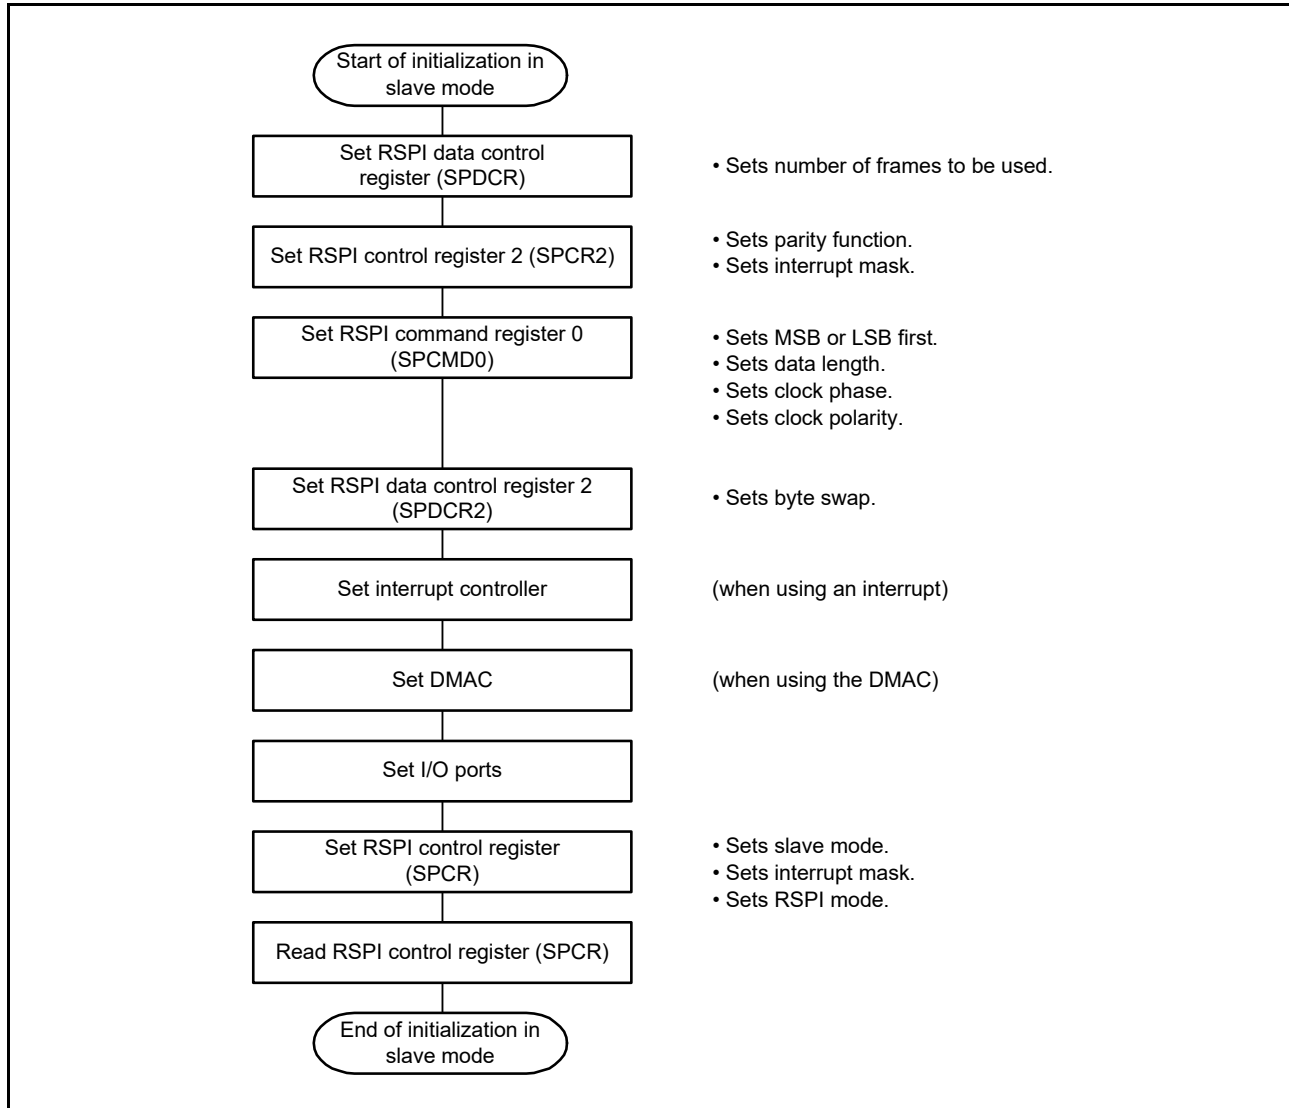 Start of initialization in
slave mode
Set RSPI data control
register (SPDCR)
• Sets number of frames to be used.
Set RSPI control register 2 (SPCR2)
• Sets parity function.
• Sets interrupt mask.
Set RSPI command register 0
(SPCMD0)
• Sets MSB or LSB first.
• Sets data length.
• Sets clock phase.
• Sets clock polarity.
Set RSPI data control register 2
(SPDCR2)
• Sets byte swap.
Set interrupt controller
(when using an interrupt)
Set DMAC
(when using the DMAC)
Set I/O ports
Set RSPI control register
(SPCR)
• Sets slave mode.
• Sets interrupt mask.
• Sets RSPI mode.
Read RSPI control register (SPCR)
End of initialization in
slave mode